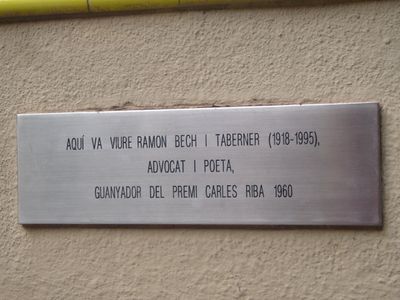 AQUÍ VA VIURE RAMON BECH I TABERNER (1918-1995),
ADVOCAT I POETA,
GUANYADOR DEL PREMI CARLES RIBA 1960